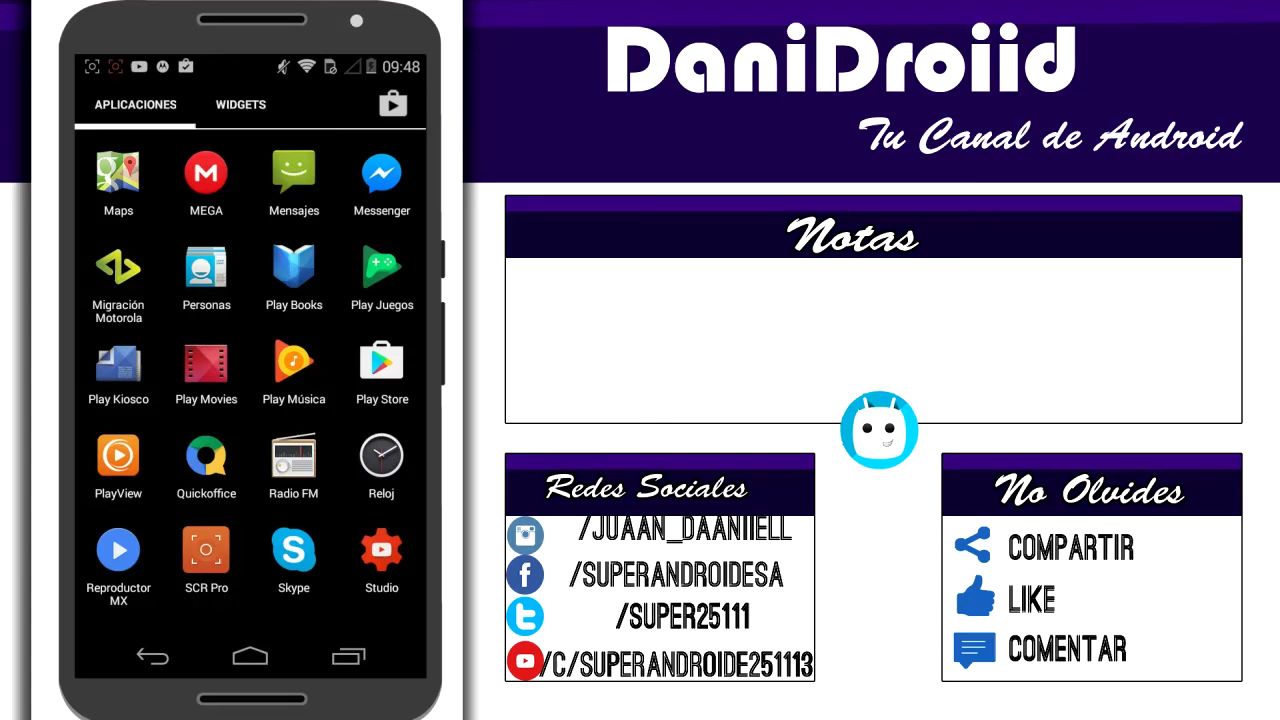 09:48
APLICACIONES WIDGETS
Maps MEGA Mensajes Messenger
Migración Motorola Personas Play Books Play Juegos
Play Kiosco Play Movies Play Música Play Store
PlayView Quickoffice Radio FM Reloj
Reproductor MX SCR Pro Skype Studio
DaniDroiid
Tu Canal de Android
Notas
Redes Sociales
/JUAAN_DAANIIELL
/SUPERANDROIDESA
/SUPER25111
/C/SUPERANDROIDE251113
No Olvides
COMPARTIR
LIKE
COMENTAR